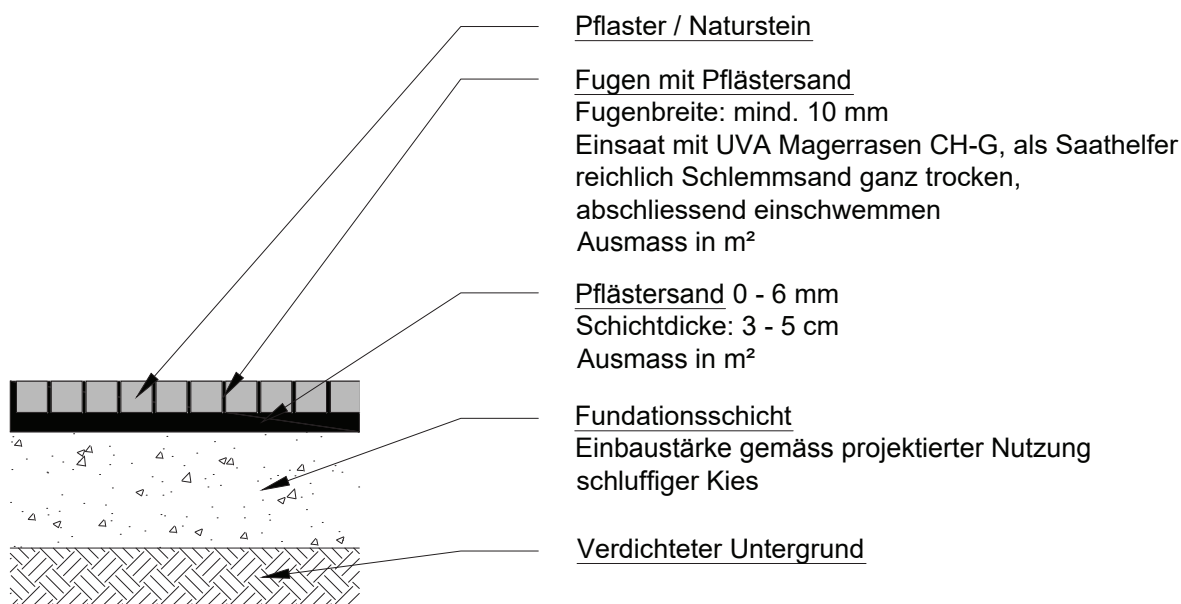 Pflaster / Naturstein
Fugen mit Pflästersand
Fugenbreite: mind. 10 mm
Einsaat mit UVA Magerrasen CH-G, als Saathelfer
reichlich Schlemmsand ganz trocken,
abschliessend einschwemmen
Ausmass in m²
Pflästersand 0 - 6 mm
Schichtdicke: 3 - 5 cm
Ausmass in m²
Fundationsschicht
Einbaustärke gemäss projektierter Nutzung
schluffiger Kies
Verdichteter Untergrund